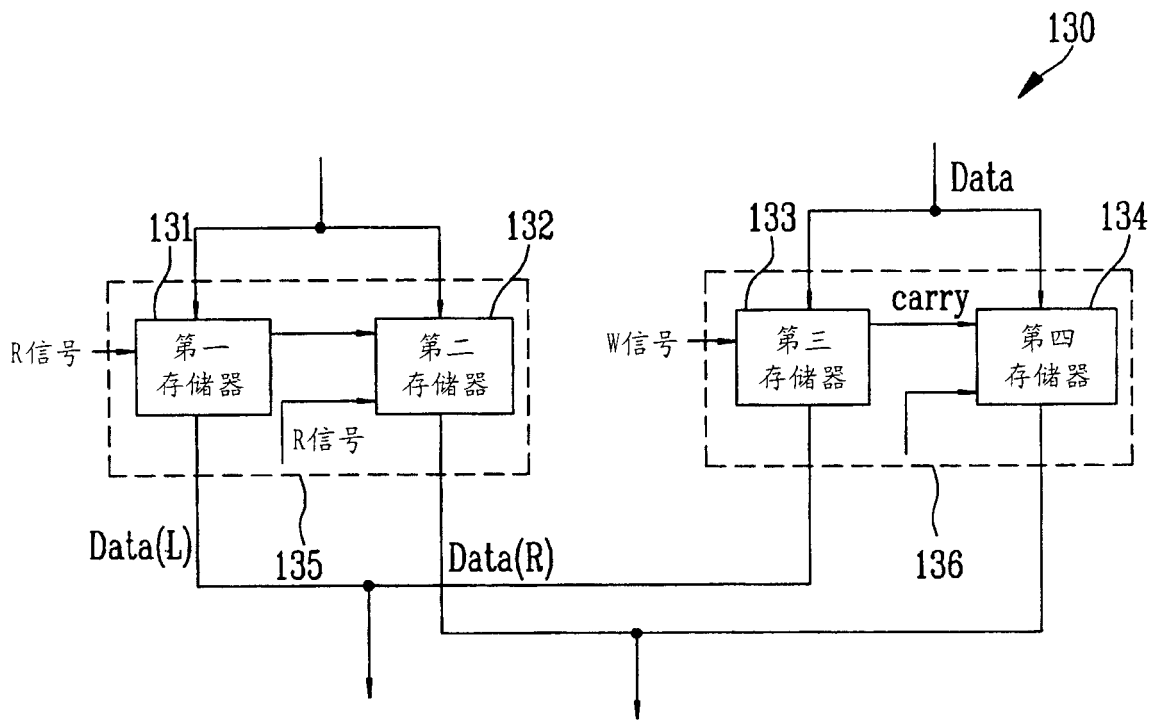 130
Data
131
132
133
134
carry
R信号
第一
存储器
第二
存储器
W信号
第三
存储器
第四
存储器
R信号
Data(L)
135
Data(R)
136